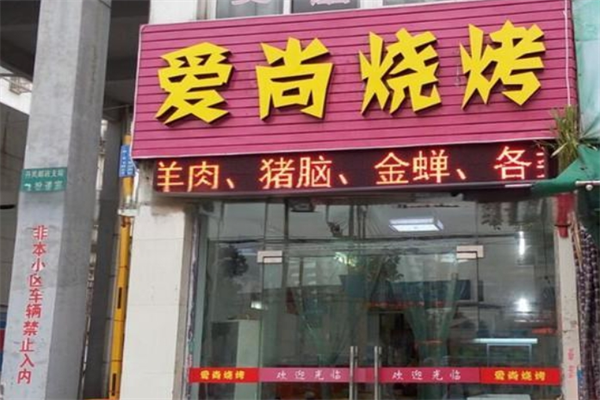 爱尚烧烤
羊肉、猪脑、金蝉、各
非本小区车辆禁止入内
爱尚烧烤 欢迎光临 欢迎光临 爱尚烧烤